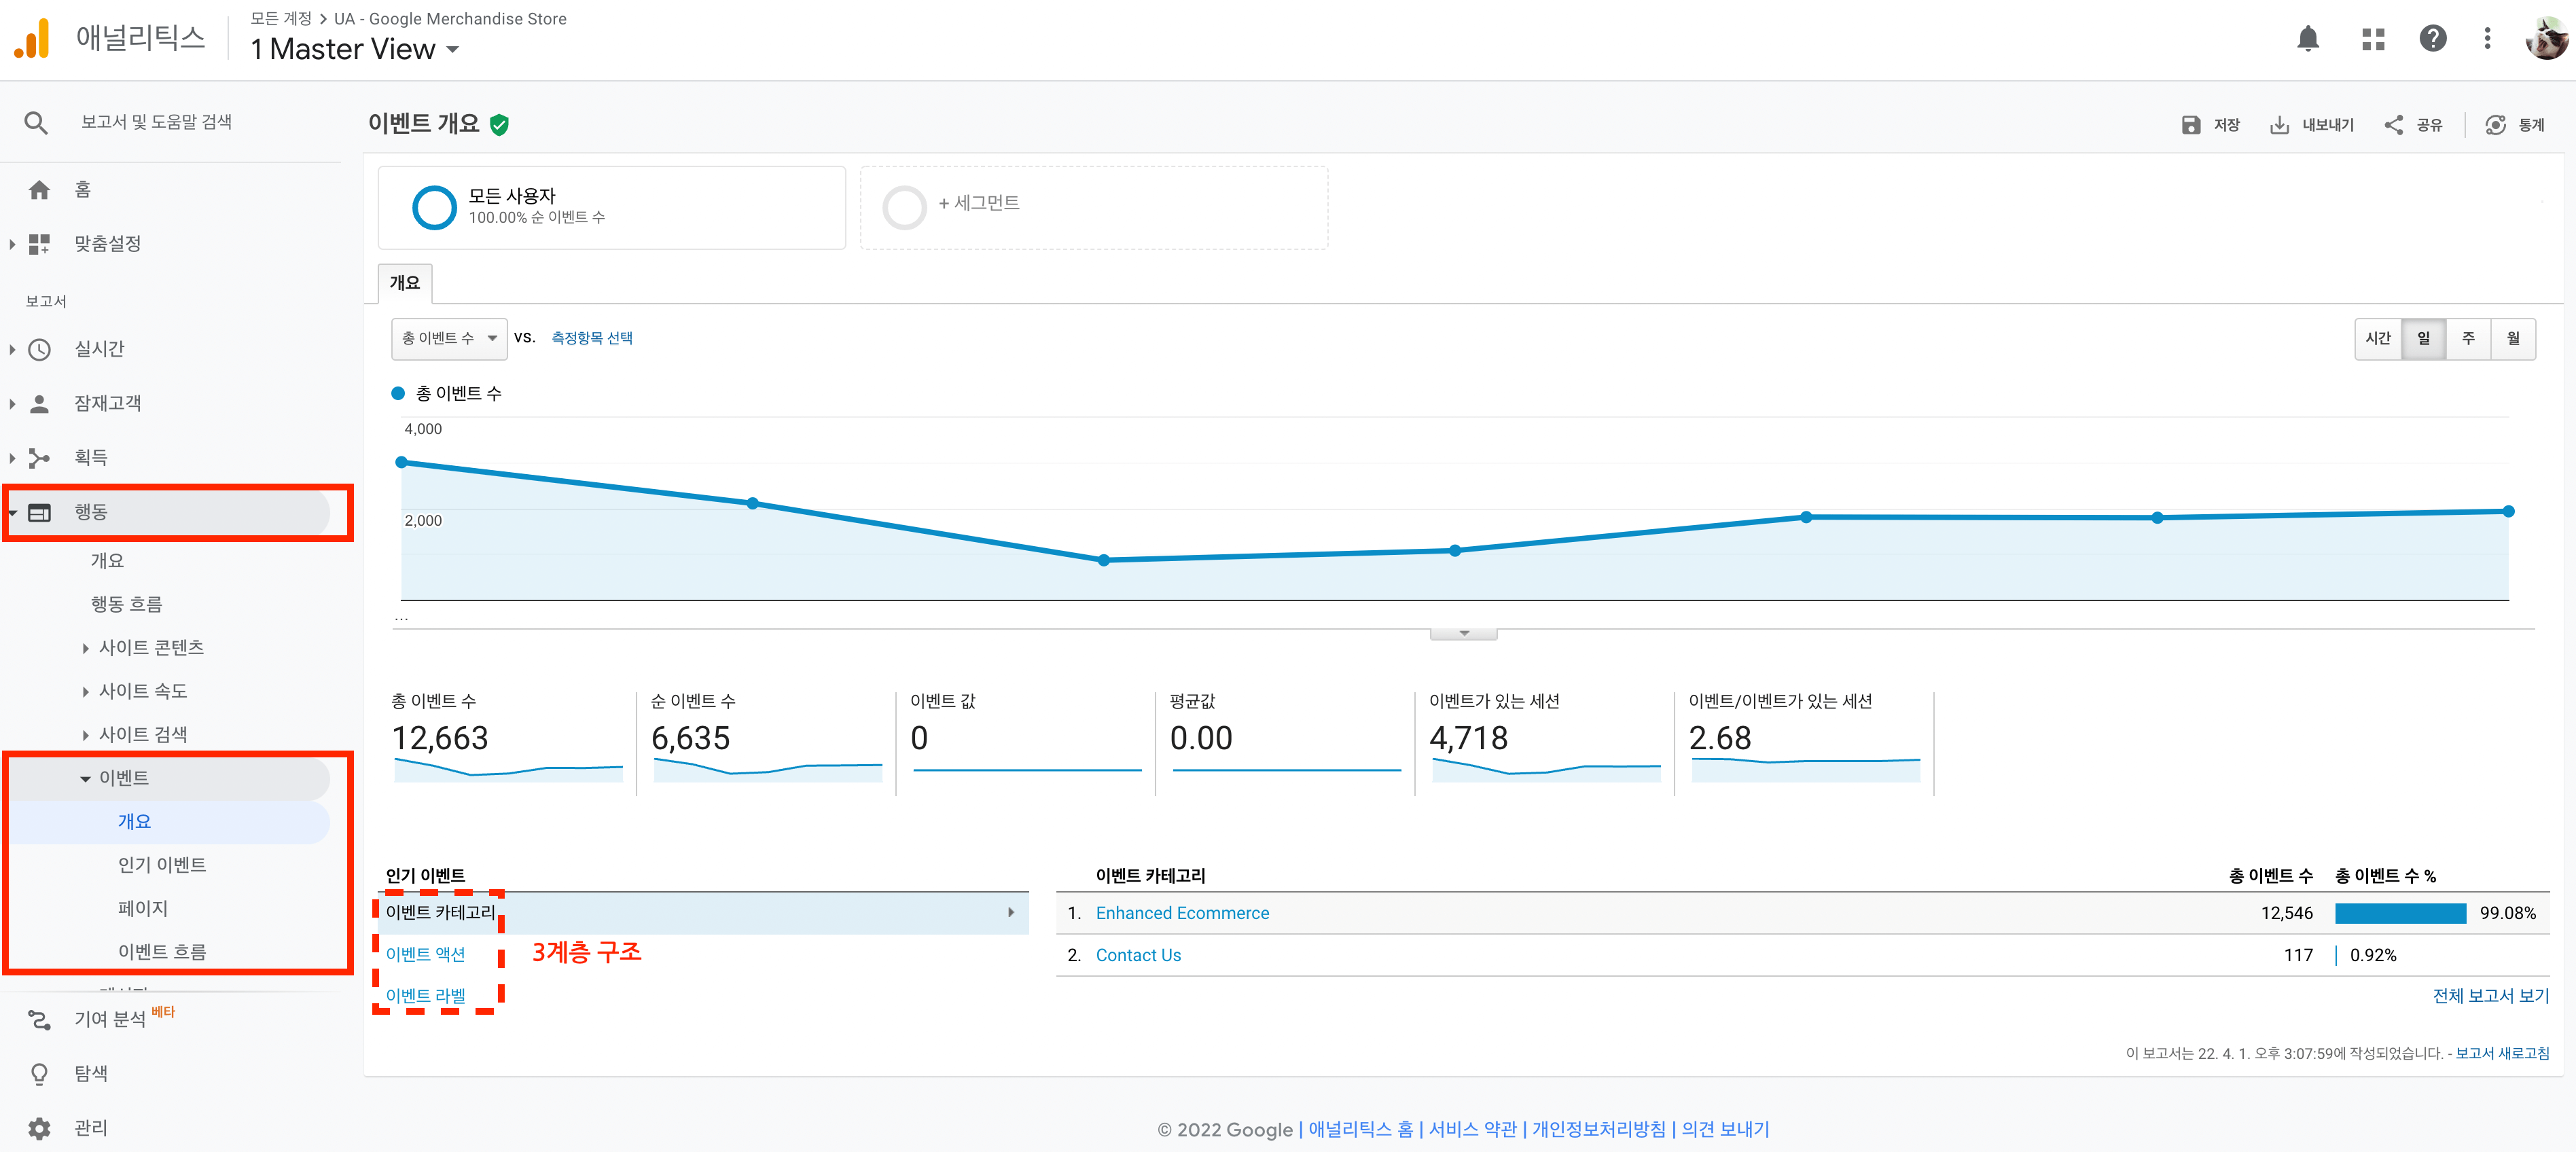 애널리틱스
모든 계정 > UA - Google Merchandise Store
1 Master View
보고서 및 도움말 검색
홈
맞춤설정
보고서
실시간
잠재고객
획득
행동
개요
행동 흐름
사이트 콘텐츠
사이트 속도
사이트 검색
이벤트
개요
인기 이벤트
페이지
이벤트 흐름
기여 분석 베타
탐색
관리
이벤트 개요
저장
내보내기
공유
통계
모든 사용자
100.00% 순 이벤트 수
+ 세그먼트
개요
총 이벤트 수 VS. 측정항목 선택
시간 일 주 월
총 이벤트 수
4,000
2,000
...
총 이벤트 수
12,663
순 이벤트 수
6,635
이벤트 값
0
평균값
0.00
이벤트가 있는 세션
4,718
이벤트/이벤트가 있는 세션
2.68
인기 이벤트
이벤트 카테고리
이벤트 액션
이벤트 라벨
3계층 구조
이벤트 카테고리 총 이벤트 수 총 이벤트 수 %
1. Enhanced Ecommerce 12,546 99.08%
2. Contact Us 117 0.92%
전체 보고서 보기
이 보고서는 22. 4. 1. 오후 3:07:59에 작성되었습니다. - 보고서 새로고침
© 2022 Google | 애널리틱스 홈 | 서비스 약관 | 개인정보처리방침 | 의견 보내기